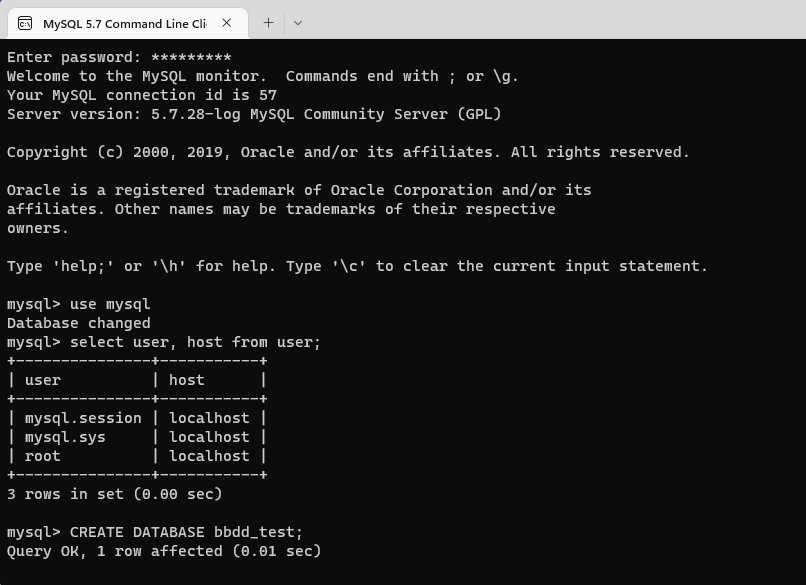 MySQL 5.7 Command Line Cli
Enter password: *********
Welcome to the MySQL monitor.  Commands end with ; or \g.
Your MySQL connection id is 57
Server version: 5.7.28-log MySQL Community Server (GPL)
Copyright (c) 2000, 2019, Oracle and/or its affiliates. All rights reserved.
Oracle is a registered trademark of Oracle Corporation and/or its
affiliates. Other names may be trademarks of their respective
owners.
Type 'help;' or '\h' for help. Type '\c' to clear the current input statement.
mysql> use mysql
Database changed
mysql> select user, host from user;
+---------------+-----------+
| user          | host      |
+---------------+-----------+
| mysql.session | localhost |
| mysql.sys     | localhost |
| root          | localhost |
+---------------+-----------+
3 rows in set (0.00 sec)
mysql> CREATE DATABASE bbdd_test;
Query OK, 1 row affected (0.01 sec)